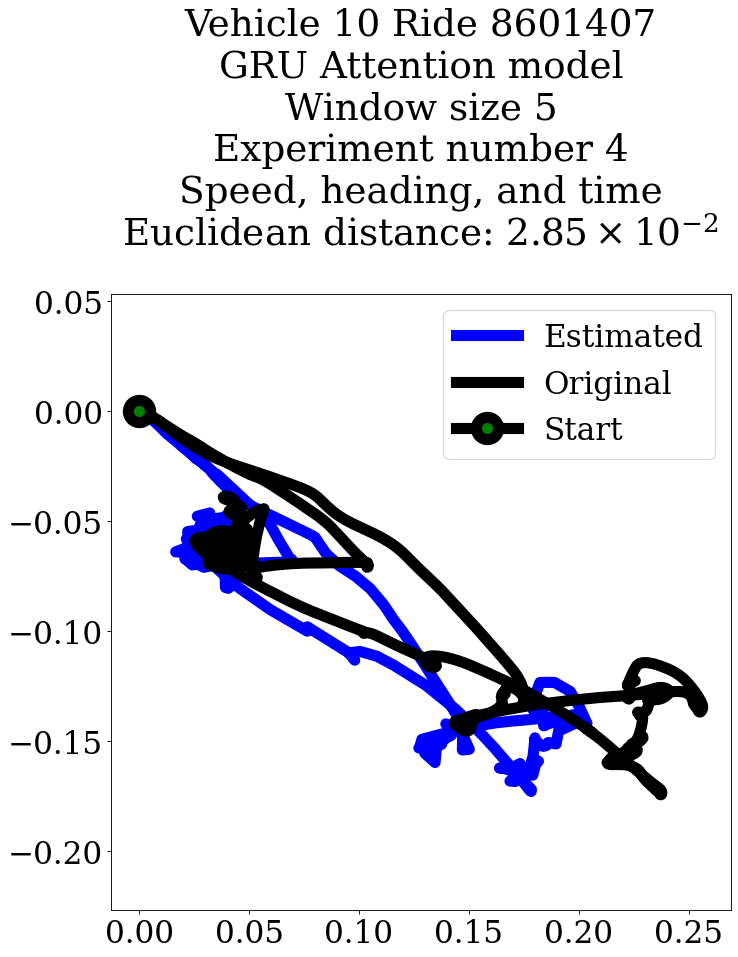 Vehicle 10 Ride 8601407
GRU Attention model
Window size 5
Experiment number 4
Speed, heading, and time
Euclidean distance: 2.85 × 10⁻²
0.05
Estimated
0.00
Original
Start
−0.05
−0.10
−0.15
−0.20
0.00 0.05 0.10 0.15 0.20 0.25